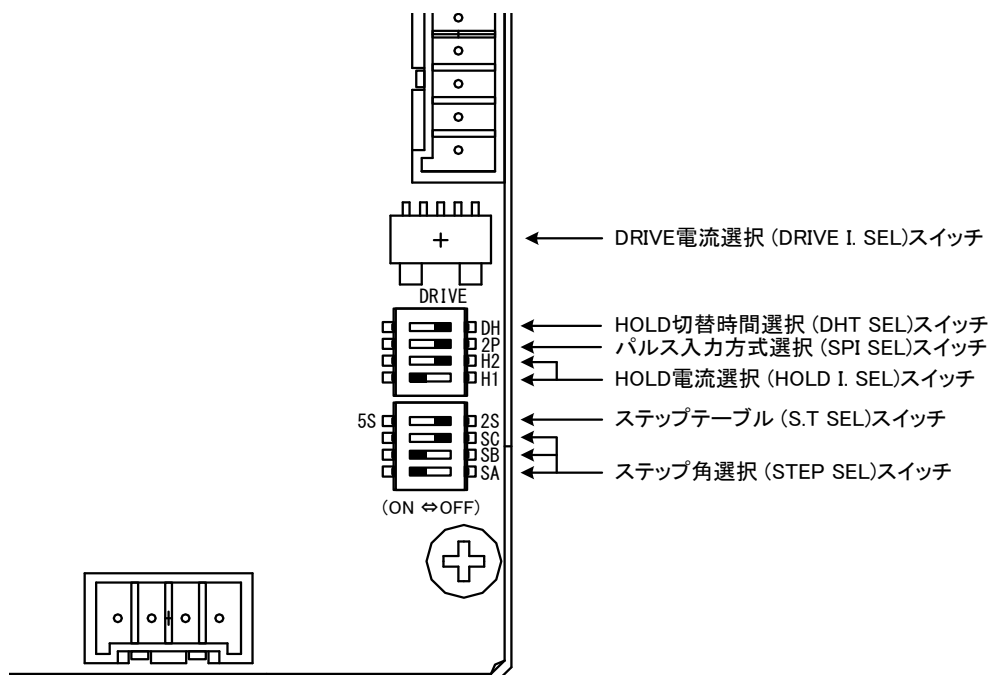 DRIVE電流選択 (DRIVE I. SEL)スイッチ
DRIVE
DH
HOLD切替時間選択 (DHT SEL)スイッチ
2P
パルス入力方式選択 (SPI SEL)スイッチ
H2
H1
HOLD電流選択 (HOLD I. SEL)スイッチ
5S
2S
ステップテーブル (S.T SEL)スイッチ
SC
SB
SA
ステップ角選択 (STEP SEL)スイッチ
(ON ⇔OFF)